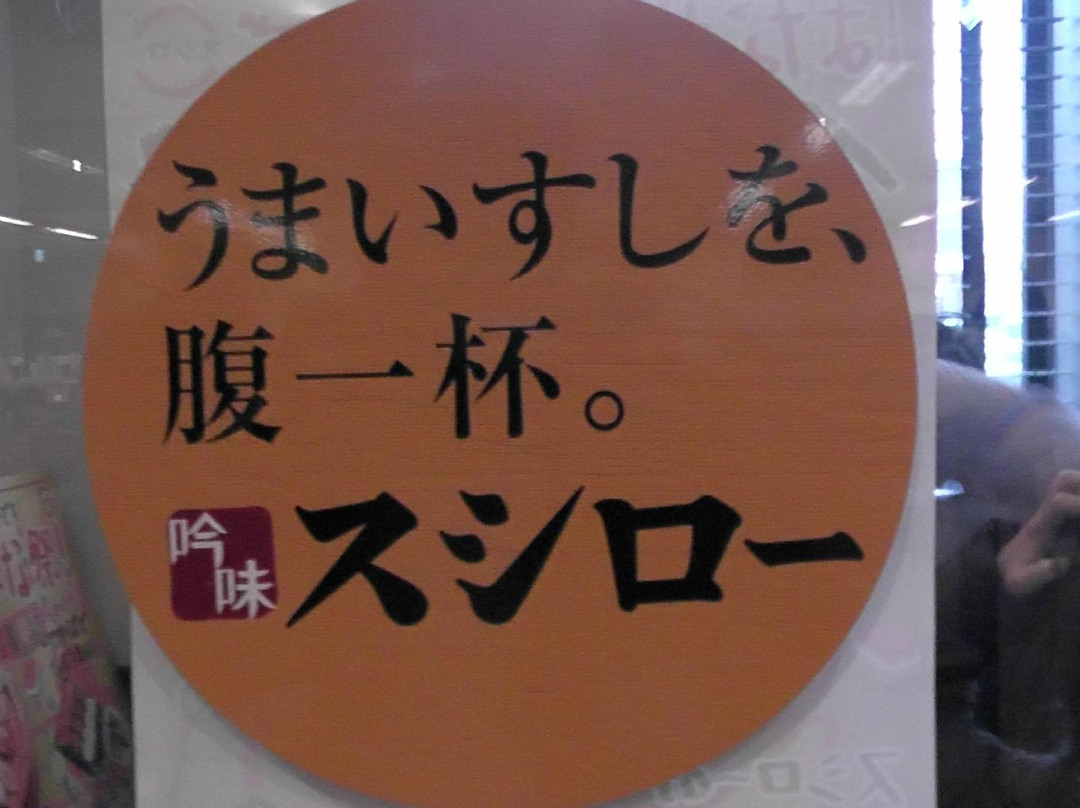 うまいすしを、
腹一杯。
吟味 スシロー